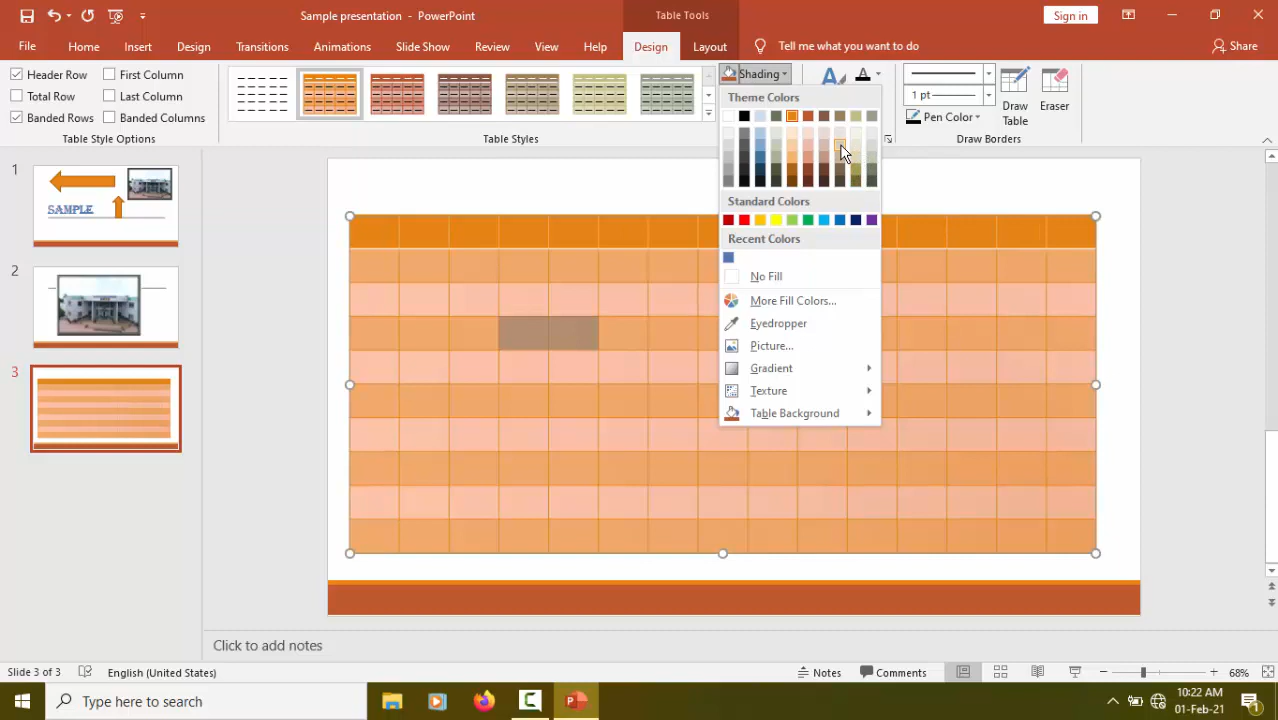 Sample presentation - PowerPoint
Table Tools
Sign in
File
Home
Insert
Design
Transitions
Animations
Slide Show
Review
View
Help
Design
Layout
Tell me what you want to do
Share
Header Row
First Column
Total Row
Last Column
Banded Rows
Banded Columns
Table Style Options
Table Styles
Shading
A
A
1 pt
Pen Color
Draw
Table
Eraser
Draw Borders
Theme Colors
Standard Colors
Recent Colors
No Fill
More Fill Colors...
Eyedropper
Picture...
Gradient
Texture
Table Background
1
SAMPLE
2
3
Click to add notes
Slide 3 of 3
English (United States)
Notes
Comments
68%
Type here to search
10:22 AM
01-Feb-21
1